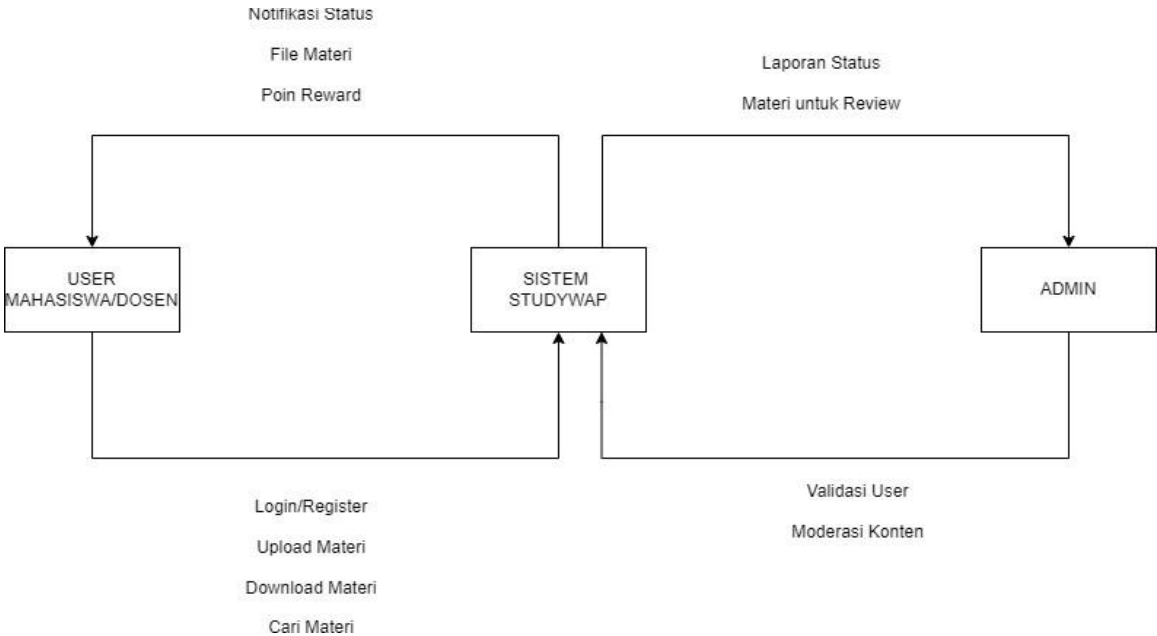 Notifikasi Status
File Materi
Poin Reward
Laporan Status
Materi untuk Review
USER
MAHASISWA/DOSEN
SISTEM
STUDYWAP
ADMIN
Login/Register
Upload Materi
Download Materi
Cari Materi
Validasi User
Moderasi Konten